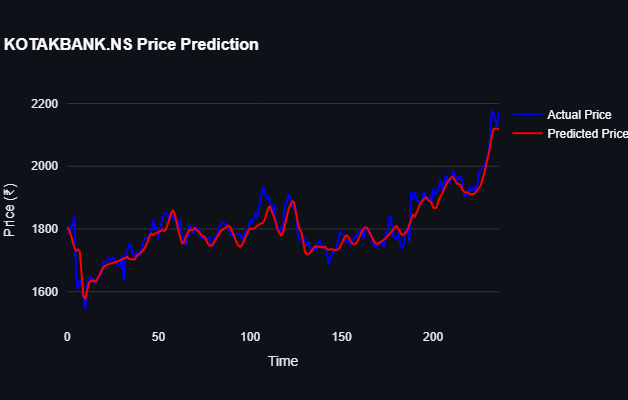 KOTAKBANK.NS Price Prediction
2200
2000
1800
1600
Price (₹)
0 50 100 150 200
Time
Actual Price
Predicted Price